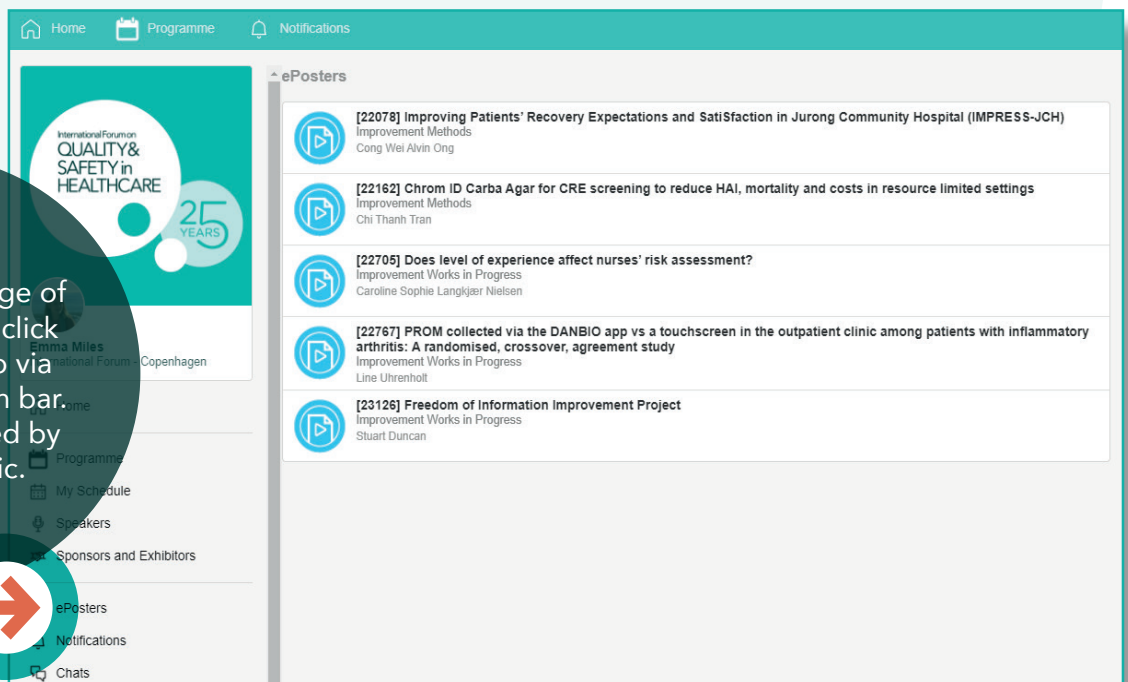 Home
Programme
Notifications
International Forum on
QUALITY&
SAFETY in
HEALTHCARE
25
YEARS
of
click
via
bar.
by
Emma Miles
Forum - Copenhagen
Home
Programme
My Schedule
Speakers
Sponsors and Exhibitors
ePosters
Notifications
Chats
ePosters
[22078] Improving Patients' Recovery Expectations and SatiSfaction in Jurong Community Hospital (IMPRESS-JCH)
Improvement Methods
Cong Wei Alvin Ong
[22162] Chrom ID Carba Agar for CRE screening to reduce HAI, mortality and costs in resource limited settings
Improvement Methods
Chi Thanh Tran
[22705] Does level of experience affect nurses' risk assessment?
Improvement Works in Progress
Caroline Sophie Langkjær Nielsen
[22767] PROM collected via the DANBIO app vs a touchscreen in the outpatient clinic among patients with inflammatory
arthritis: A randomised, crossover, agreement study
Improvement Works in Progress
Line Uhrenholt
[23126] Freedom of Information Improvement Project
Improvement Works in Progress
Stuart Duncan